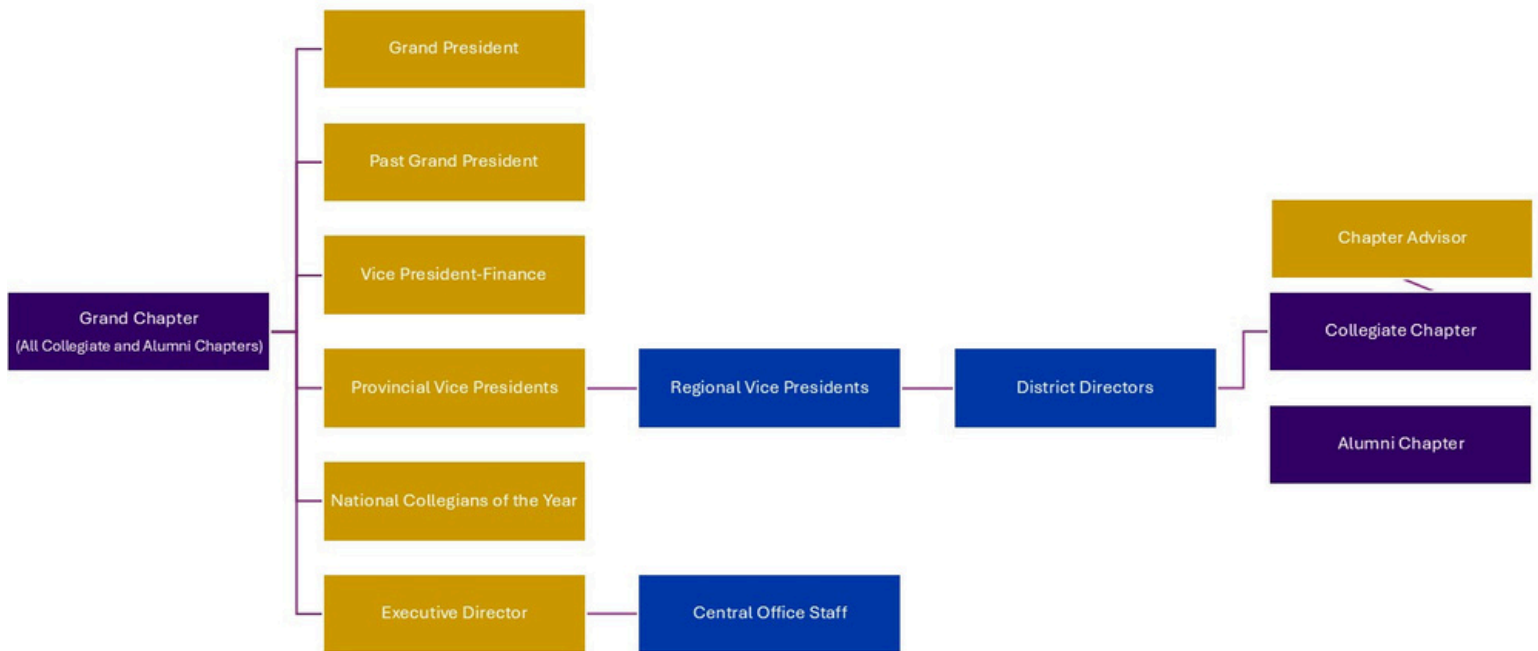 Grand President
Past Grand President
Chapter Advisor
Vice President-Finance
Grand Chapter
(All Collegiate and Alumni Chapters)
Collegiate Chapter
Provincial Vice Presidents
Regional Vice Presidents
District Directors
Alumni Chapter
National Collegians of the Year
Executive Director
Central Office Staff